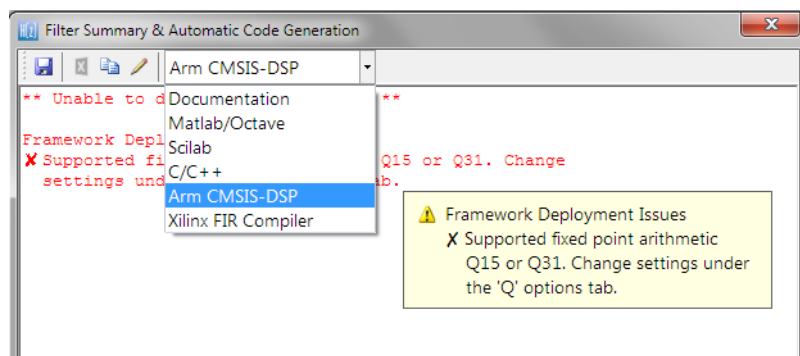 Filter Summary & Automatic Code Generation
Arm CMSIS-DSP
** Unable to d
**
Documentation
Matlab/Octave
Framework Depl
Scilab
Supported fi
Q15 or Q31. Change
C/C++
settings und
ab.
Arm CMSIS-DSP
Xilinx FIR Compiler
Framework Deployment Issues
Supported fixed point arithmetic
Q15 or Q31. Change settings under
the 'Q' options tab.